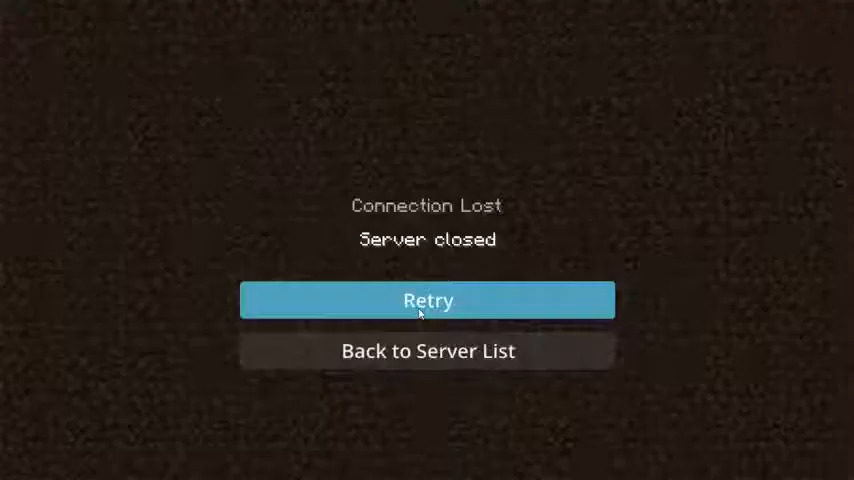 Connection Lost
Server closed
Retry
Back to Server List